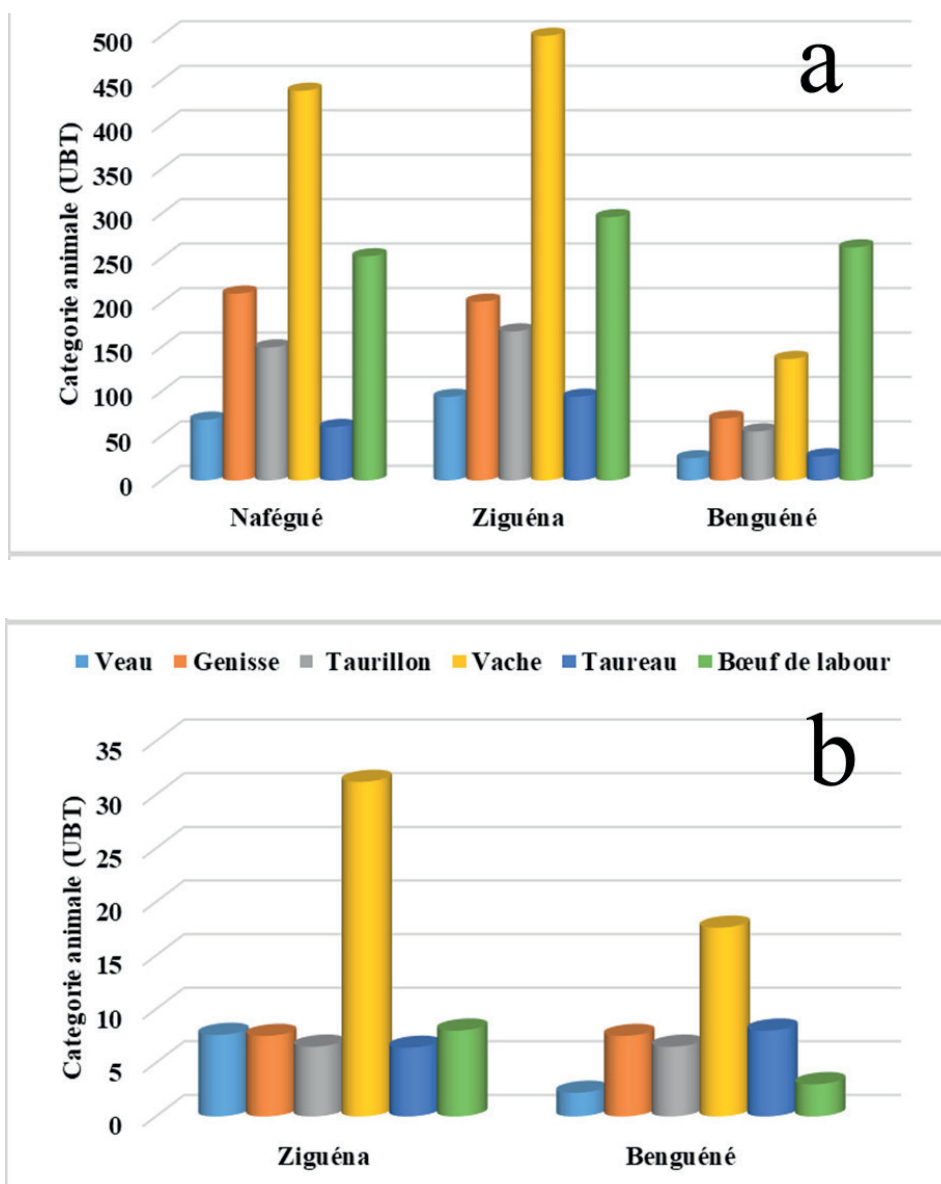 a
Categorie animale (UBT)
500
450
400
350
300
250
200
150
100
50
0
Nafégué Ziguéna Benguéné
Veau Genisse Taurillon Vache Taureau Bœuf de labour
b
Categorie animale (UBT)
35
30
25
20
15
10
5
0
Ziguéna Benguéné